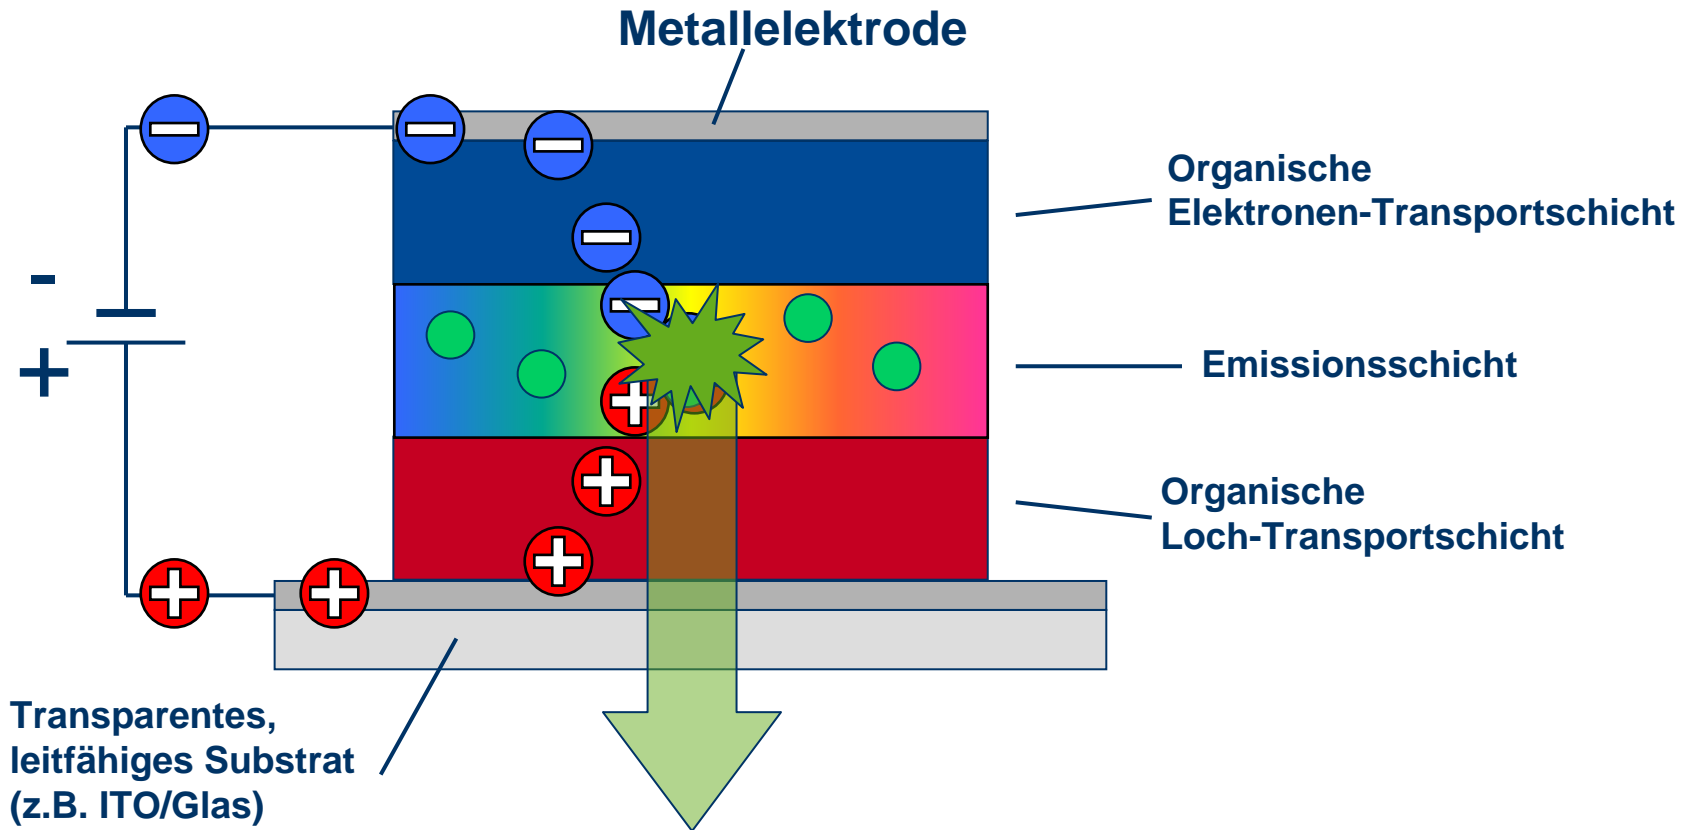 Metallelektrode
Organische
Elektronen-Transportschicht
-
+
Emissionsschicht
Organische
Loch-Transportschicht
Transparentes,
leitfähiges Substrat
(z.B. ITO/Glas)